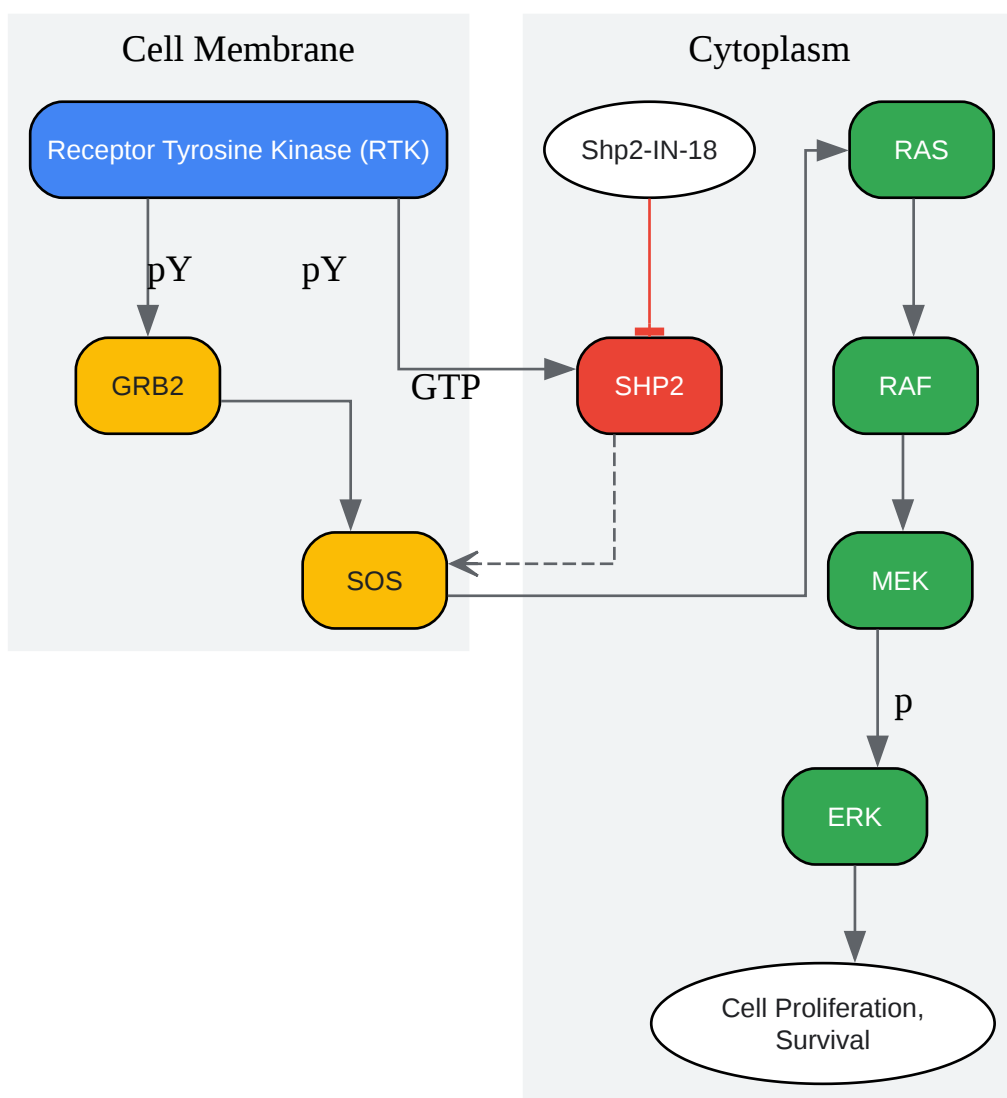 Cell Membrane
Cytoplasm
Receptor Tyrosine Kinase (RTK)
Shp2-IN-18
RAS
pY
pY
GRB2
GTP
SHP2
RAF
SOS
MEK
p
ERK
Cell Proliferation,
Survival